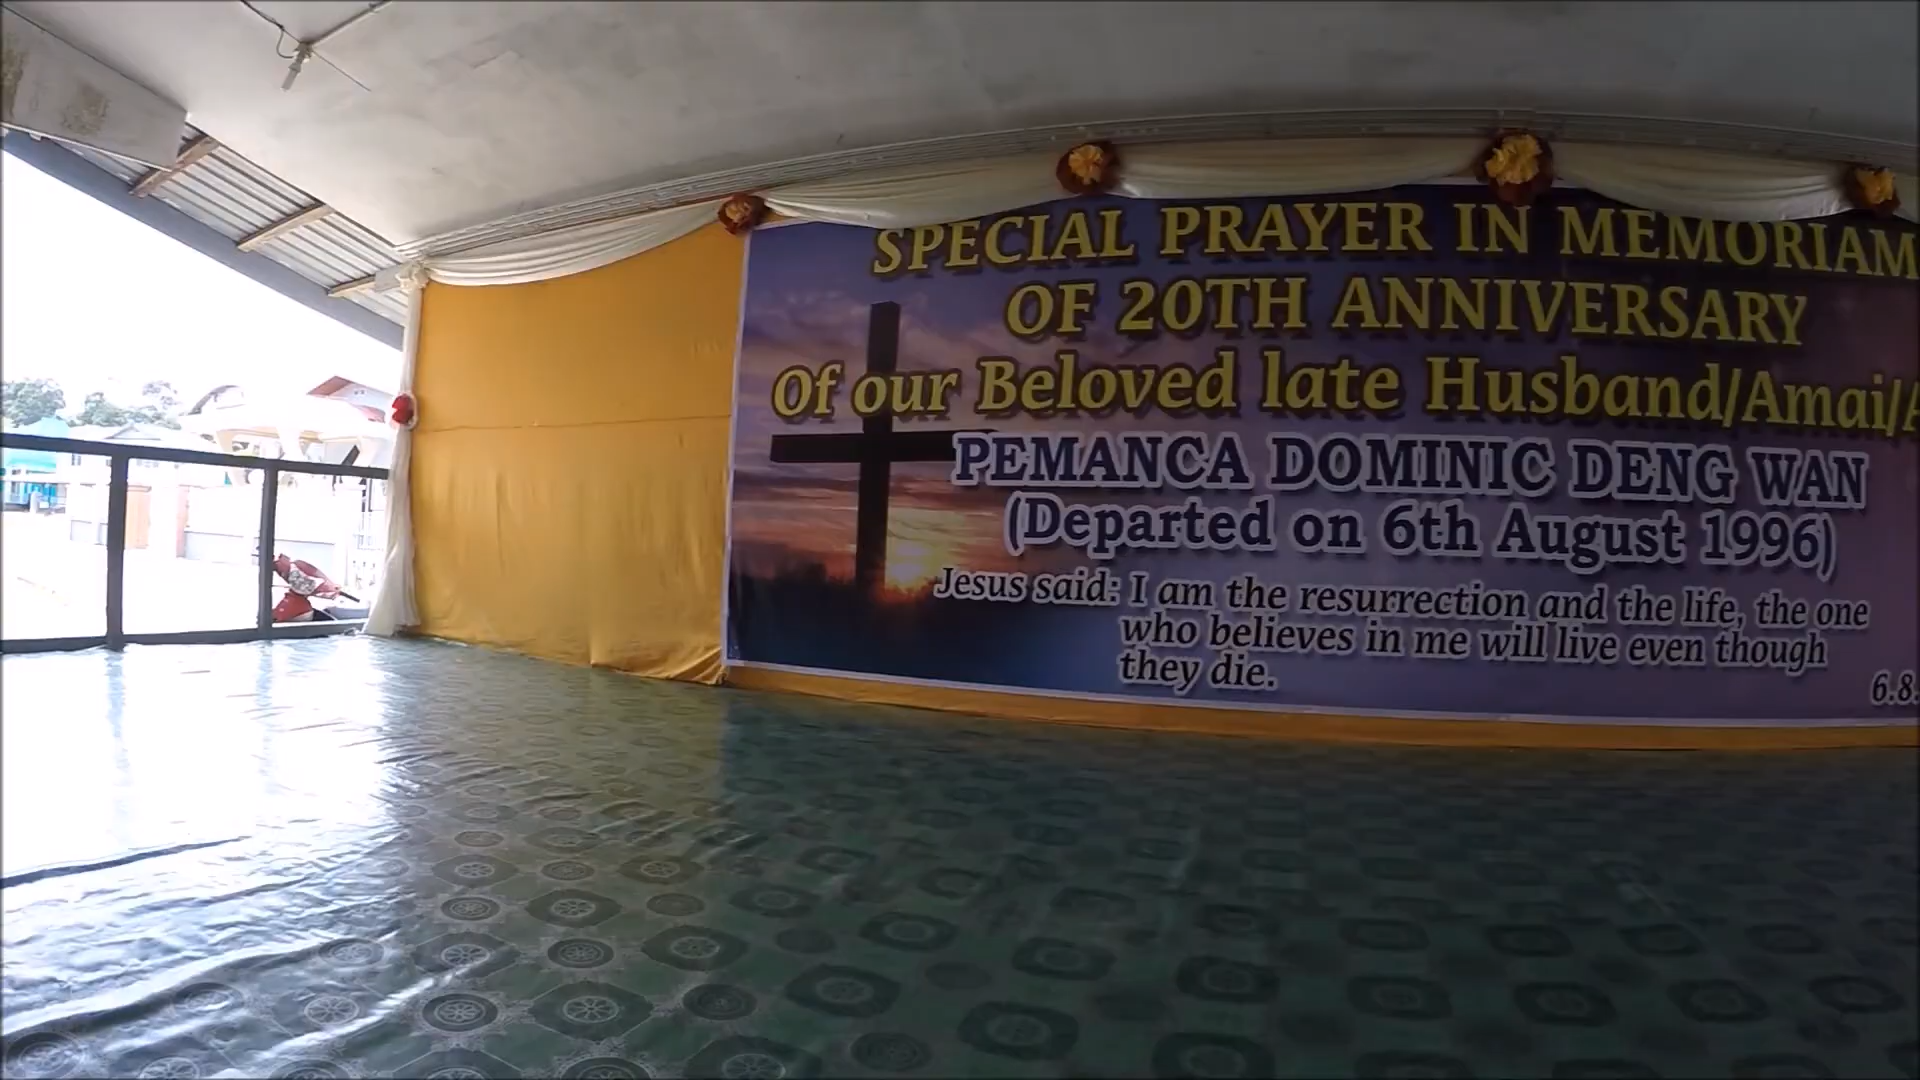 SPECIAL PRAYER IN MEMORIAM
OF 20TH ANNIVERSARY
Of our Beloved late Husband/Amai/
PEMANCA DOMINIC DENG WAN
(Departed on 6th August 1996)
Jesus said: I am the resurrection and the life, the one
who believes in me will live even though
they die.
6.8.